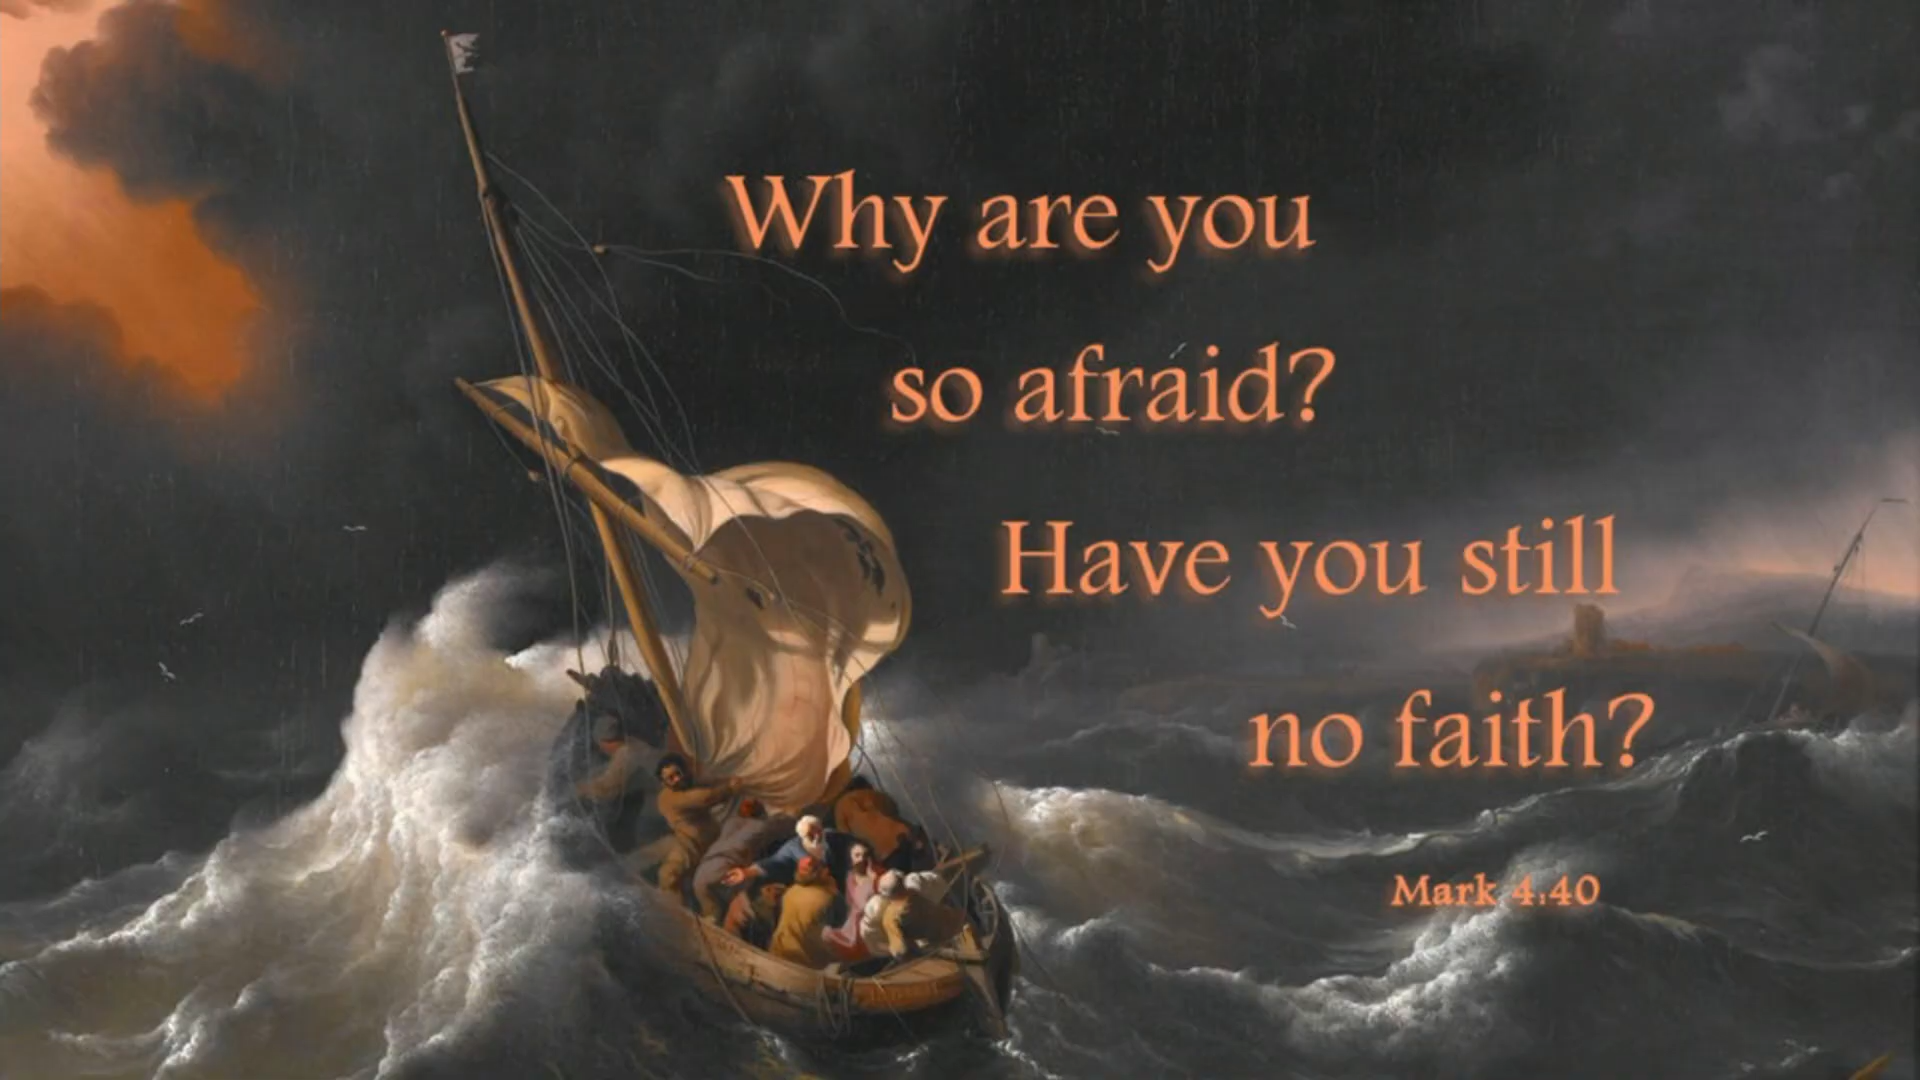 Why are you
so afraid?
Have you still
no faith?
Mark 4:40